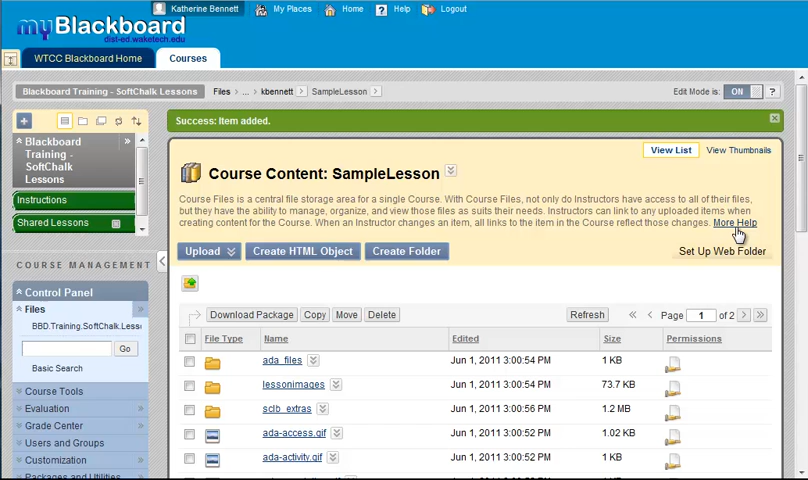 Katherine Bennett My Places Home Help Logout
myBlackboard
dist-ed.waketech.edu
WTCC Blackboard Home Courses
Blackboard Training - SoftChalk Lessons Files ... kbennett SampleLesson Edit Mode is: ON ?
Success: Item added.
Blackboard
Training -
SoftChalk
Lessons
Instructions
Shared Lessons
COURSE MANAGEMENT
Control Panel
Files
BBD.Training.SoftChalk.Less
Go
Basic Search
Course Tools
Evaluation
Grade Center
Users and Groups
Customization
Packages and Utilities
View List View Thumbnails
Course Content: SampleLesson
Course Files is a central file storage area for a single Course. With Course Files, not only do Instructors have access to all of their files,
but they have the ability to manage, organize, and view those files as suits their needs. Instructors can link to any uploaded items when
creating content for the Course. When an Instructor changes an item, all links to the item in the Course reflect those changes. More Help
Upload Create HTML Object Create Folder Set Up Web Folder
Download Package Copy Move Delete Refresh Page 1 of 2
File Type Name Edited Size Permissions
ada_files Jun 1, 2011 3:00:54 PM 1 KB
lessonimages Jun 1, 2011 3:00:54 PM 73.7 KB
sclb_extras Jun 1, 2011 3:00:54 PM 1.2 MB
ada-access.gif Jun 1, 2011 3:00:52 PM 1.02 KB
ada-activity.gif Jun 1, 2011 3:00:52 PM 1 KB